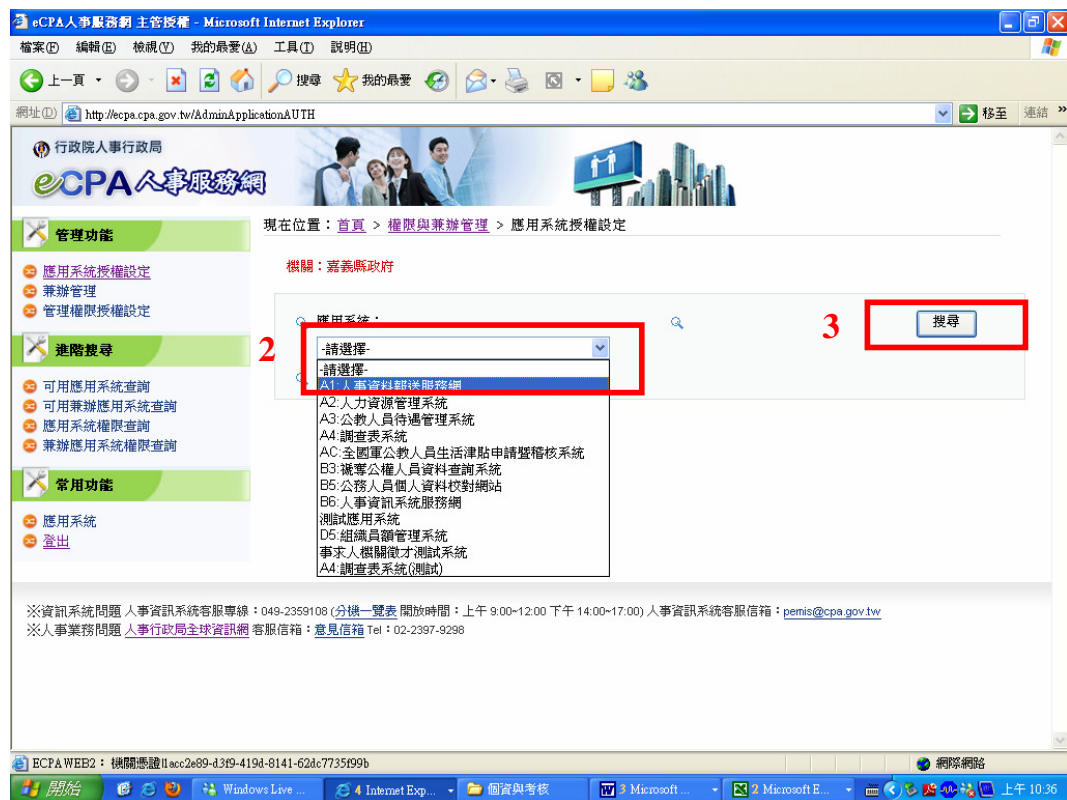 eCPA人事服務網 主管授權 - Microsoft Internet Explorer
檔案(F) 編輯(E) 檢視(V) 我的最愛(A) 工具(T) 說明(H)
上一頁 搜尋 我的最愛
網址(D) http://ecpa.cpa.gov.tw/AdminApplicationAUTH 移至 連結 »
行政院人事行政局
eCPA人事服務網
現在位置：首頁 > 權限與兼辦管理 > 應用系統授權設定
管理功能
應用系統授權設定
兼辦管理
管理權限授權設定
進階搜尋
可用應用系統查詢
可用兼辦應用系統查詢
應用系統權限查詢
兼辦應用系統權限查詢
常用功能
應用系統
登出
機關：嘉義縣政府
應用系統：
2
-請選擇-
-請選擇-
A1:人事資料報送服務網
A2:人力資源管理系統
A3:公教人員待遇管理系統
A4:調查表系統
AC:全國軍公教人員生活津貼申請暨稽核系統
B3:褫奪公權人員資料查詢系統
B5:公務人員個人資料校對網站
B6:人事資訊系統服務網
測試應用系統
D5:組織員額管理系統
事求人機關徵才測試系統
A4:調查表系統(測試)
3
搜尋
※資訊系統問題 人事資訊系統客服專線：049-2359108 (分機一覽表 開放時間：上午 9:00~12:00 下午 14:00~17:00) 人事資訊系統客服信箱：pemis@cpa.gov.tw
※人事業務問題 人事行政局全球資訊網 客服信箱：意見信箱 Tel：02-2397-9298
ECPAWEB2： 機關憑證11acc2e89-d3f9-419d-8141-62dc7735f99b 網際網路
開始 Windows Live ... 4 Internet Exp... 個資與考核 3 Microsoft ... 2 Microsoft E... 上午 10:36